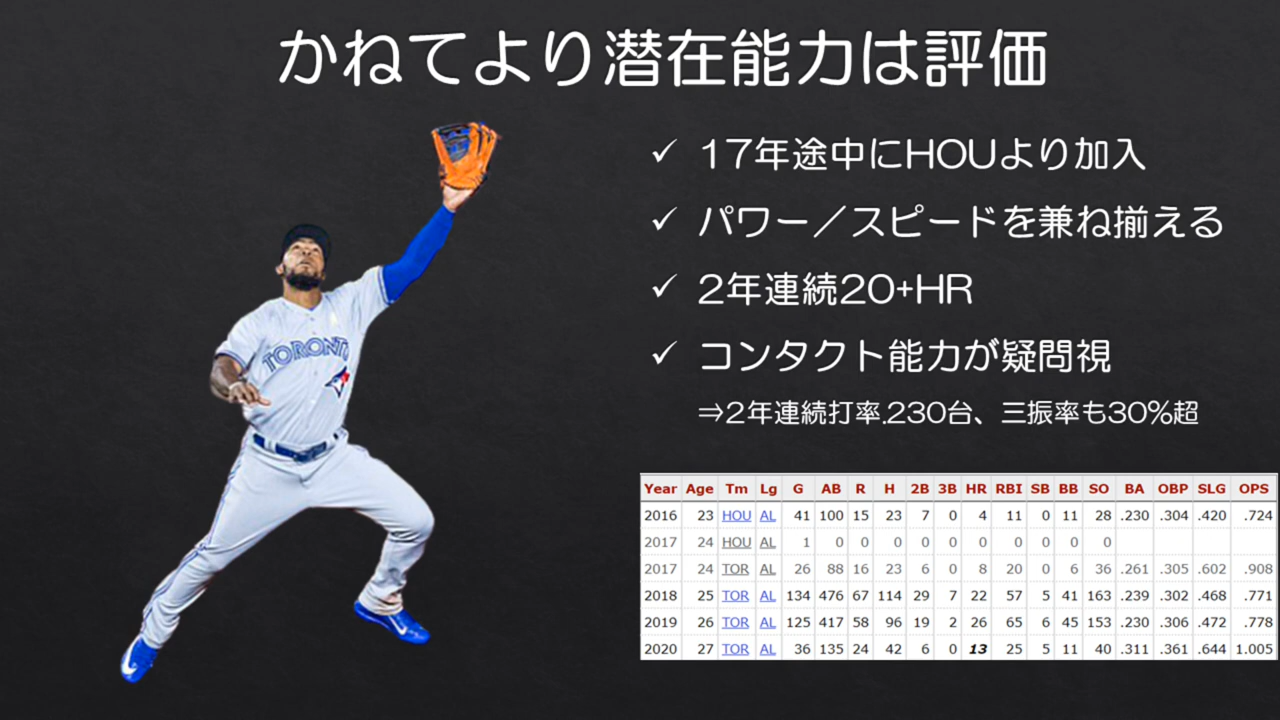 かねてより潜在能力は評価
✓ 17年途中にHOUより加入
✓ パワー／スピードを兼ね揃える
✓ 2年連続20+HR
✓ コンタクト能力が疑問視
⇒2年連続打率.230台、三振率も30%超
TORONTO
Year Age Tm Lg G AB R H 2B 3B HR RBI SB BB SO BA OBP SLG OPS
2016 23 HOU AL 41 100 15 23 7 0 4 11 0 11 28 .230 .304 .420 .724
2017 24 HOU AL 1 0 0 0 0 0 0 0 0 0 0
2017 24 TOR AL 26 88 16 23 6 0 8 20 0 6 36 .261 .305 .602 .908
2018 25 TOR AL 134 476 67 114 29 7 22 57 5 41 163 .239 .302 .468 .771
2019 26 TOR AL 125 417 58 96 19 2 26 65 6 45 153 .230 .306 .472 .778
2020 27 TOR AL 36 135 24 42 6 0 13 25 5 11 40 .311 .361 .644 1.005